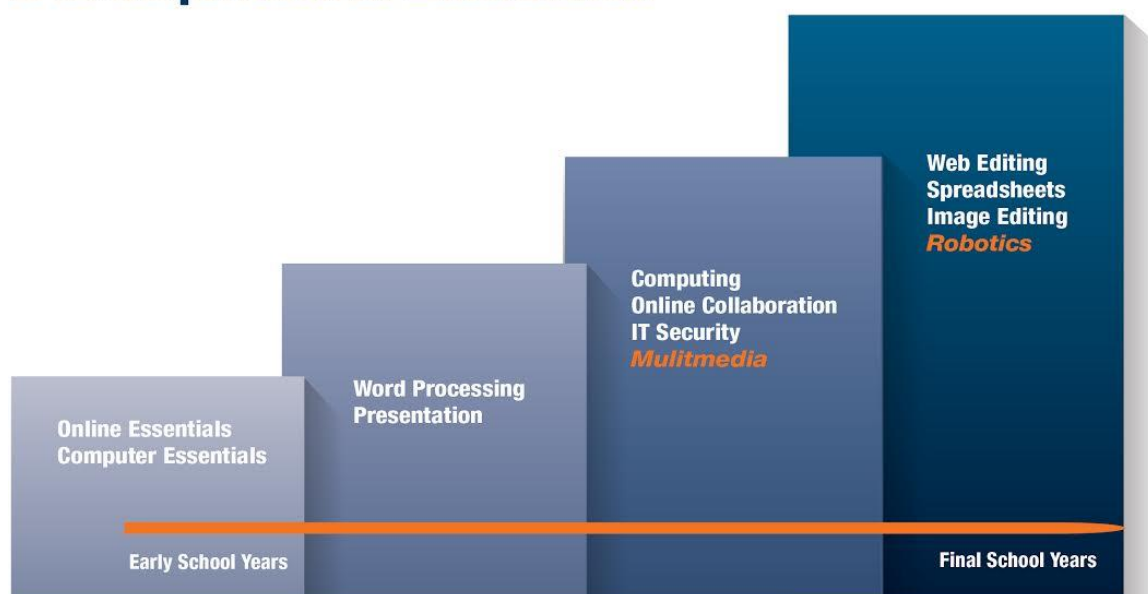 Online Essentials
Computer Essentials
Word Processing
Presentation
Computing
Online Collaboration
IT Security
Mulitmedia
Web Editing
Spreadsheets
Image Editing
Robotics
Early School Years
Final School Years